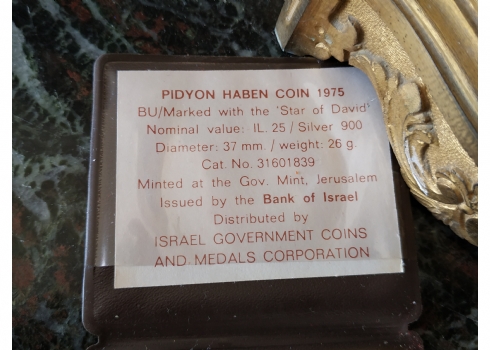 PIDYON HABEN COIN 1975
BU/Marked with the 'Star of David'
Nominal value: IL. 25 / Silver 900
Diameter: 37 mm. / weight: 26 g.
Cat. No. 31601839
Minted at the Gov. Mint, Jerusalem
Issued by the Bank of Israel
Distributed by
ISRAEL GOVERNMENT COINS
AND MEDALS CORPORATION